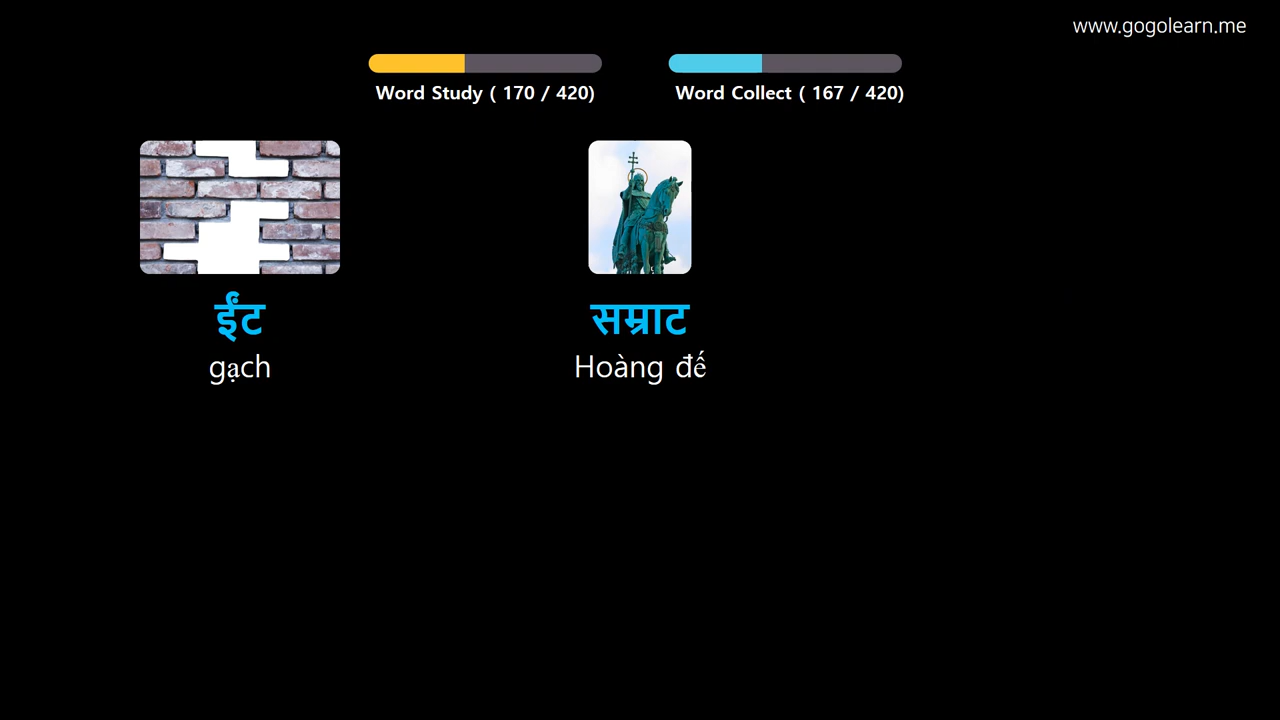 www.gogolearn.me
Word Study ( 170 / 420)
Word Collect ( 167 / 420)
ईंट
gạch
सम्राट
Hoàng đế